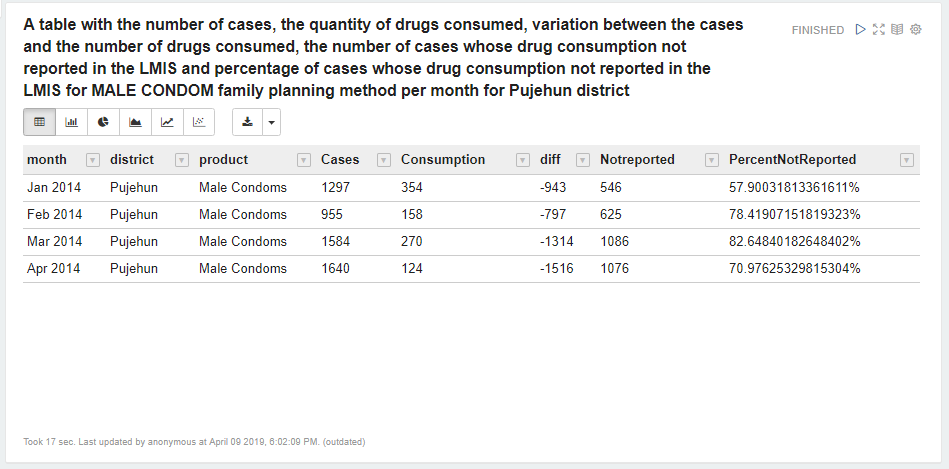 A table with the number of cases, the quantity of drugs consumed, variation between the cases
and the number of drugs consumed, the number of cases whose drug consumption not
reported in the LMIS and percentage of cases whose drug consumption not reported in the
LMIS for MALE CONDOM family planning method per month for Pujehun district
FINISHED
month district product Cases Consumption diff Notreported PercentNotReported
Jan 2014 Pujehun Male Condoms 1297 354 -943 546 57.90031813361611%
Feb 2014 Pujehun Male Condoms 955 158 -797 625 78.41907151819323%
Mar 2014 Pujehun Male Condoms 1584 270 -1314 1086 82.64840182648402%
Apr 2014 Pujehun Male Condoms 1640 124 -1516 1076 70.97625329815304%
Took 17 sec. Last updated by anonymous at April 09 2019, 6:02:09 PM. (outdated)